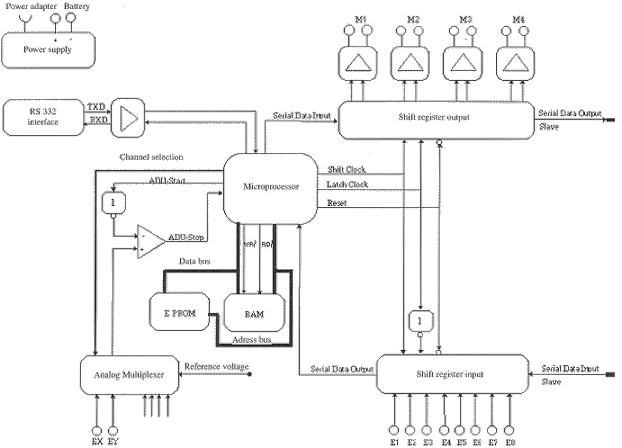 Power adapter Battery
+ -
Power supply
M1 M2 M3 M4
RS 332
interface
TXD
RXD
Serial Data Input
Shift register output
Serial Data Output
Slave
Channel selection
ADU-Start
Microprocessor
Shift Clock
Latch Clock
Reset
1
-
+
ADU-Stop
WR/ RD/
Data bus
E PROM
RAM
Adress bus
1
Analog Multiplexer
Reference voltage
Serial Data Output
Shift register input
Serial Data Input
Slave
EX EY
E1 E2 E3 E4 E5 E6 E7 E8